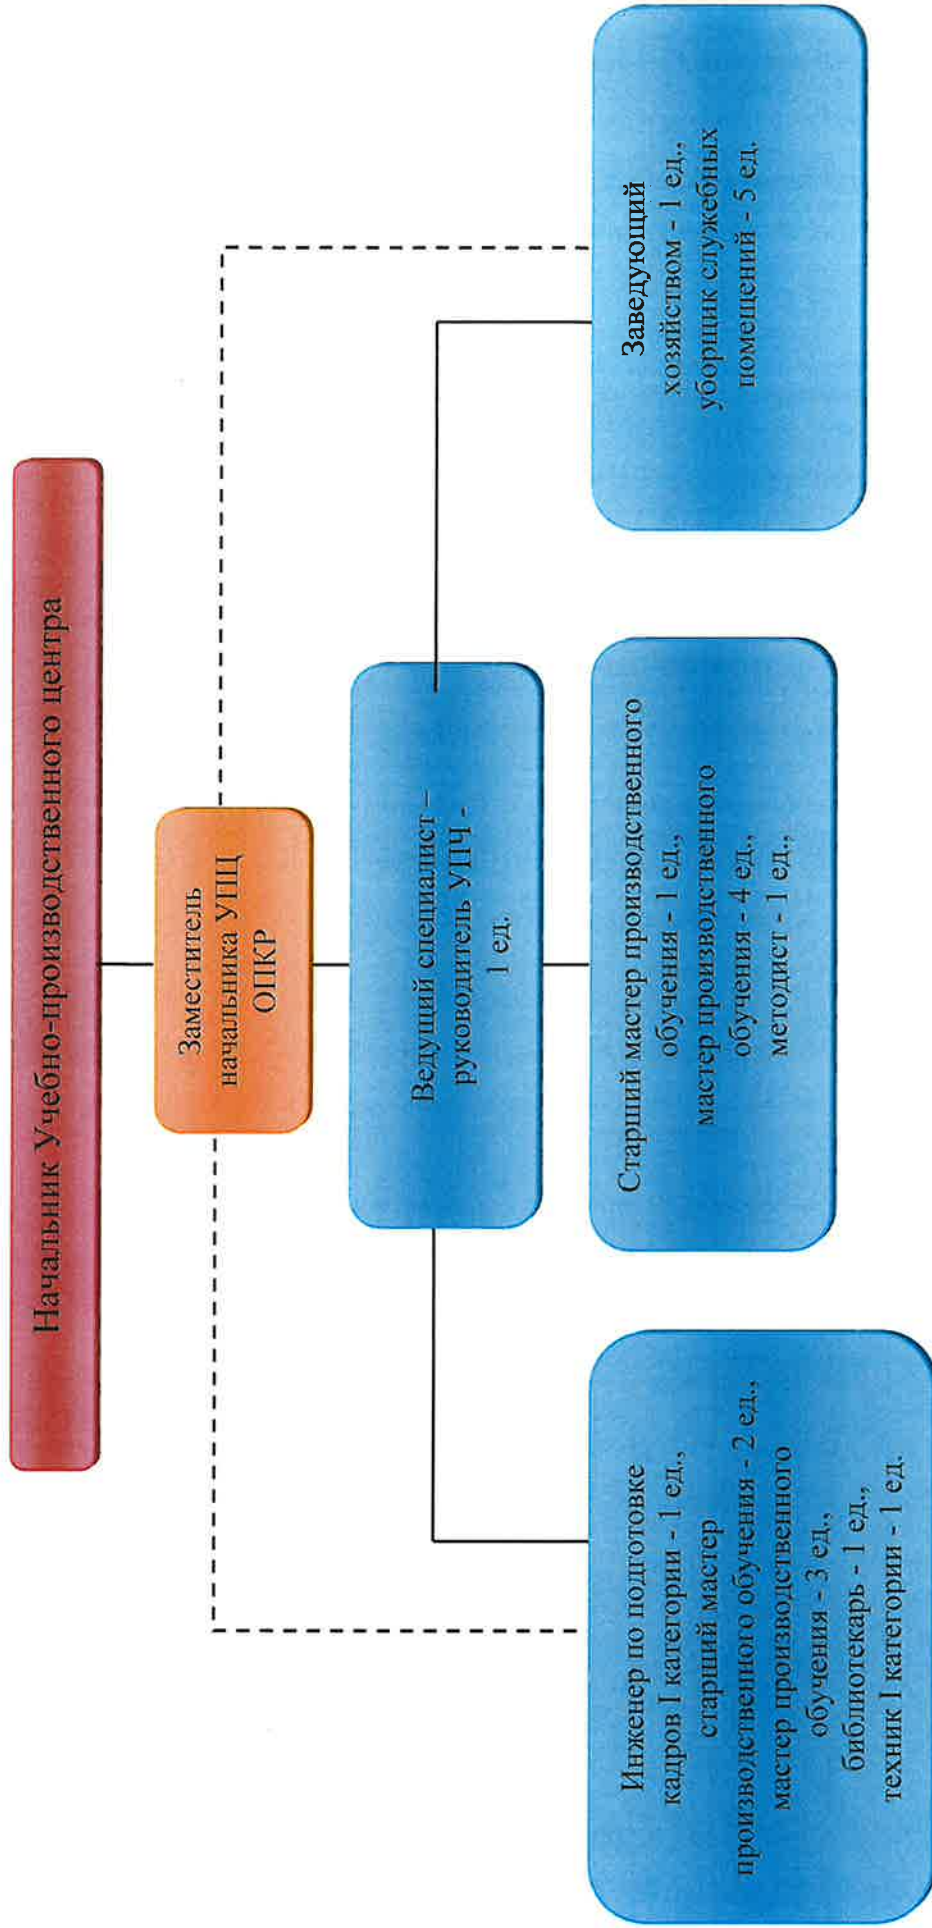 Начальник Учебно-производственного центра
Заместитель
начальника УПЦ
ОПКР
Ведущий специалист –
руководитель УПЧ -
1 ед.
Инженер по подготовке
кадров I категории - 1 ед.,
старший мастер
производственного обучения - 2 ед.,
мастер производственного
обучения - 3 ед.,
библиотекарь - 1 ед.,
техник I категории - 1 ед.
Старший мастер производственного
обучения - 1 ед.,
мастер производственного
обучения - 4 ед.,
методист - 1 ед.,
Заведующий
хозяйством - 1 ед.,
уборщик служебных
помещений - 5 ед.